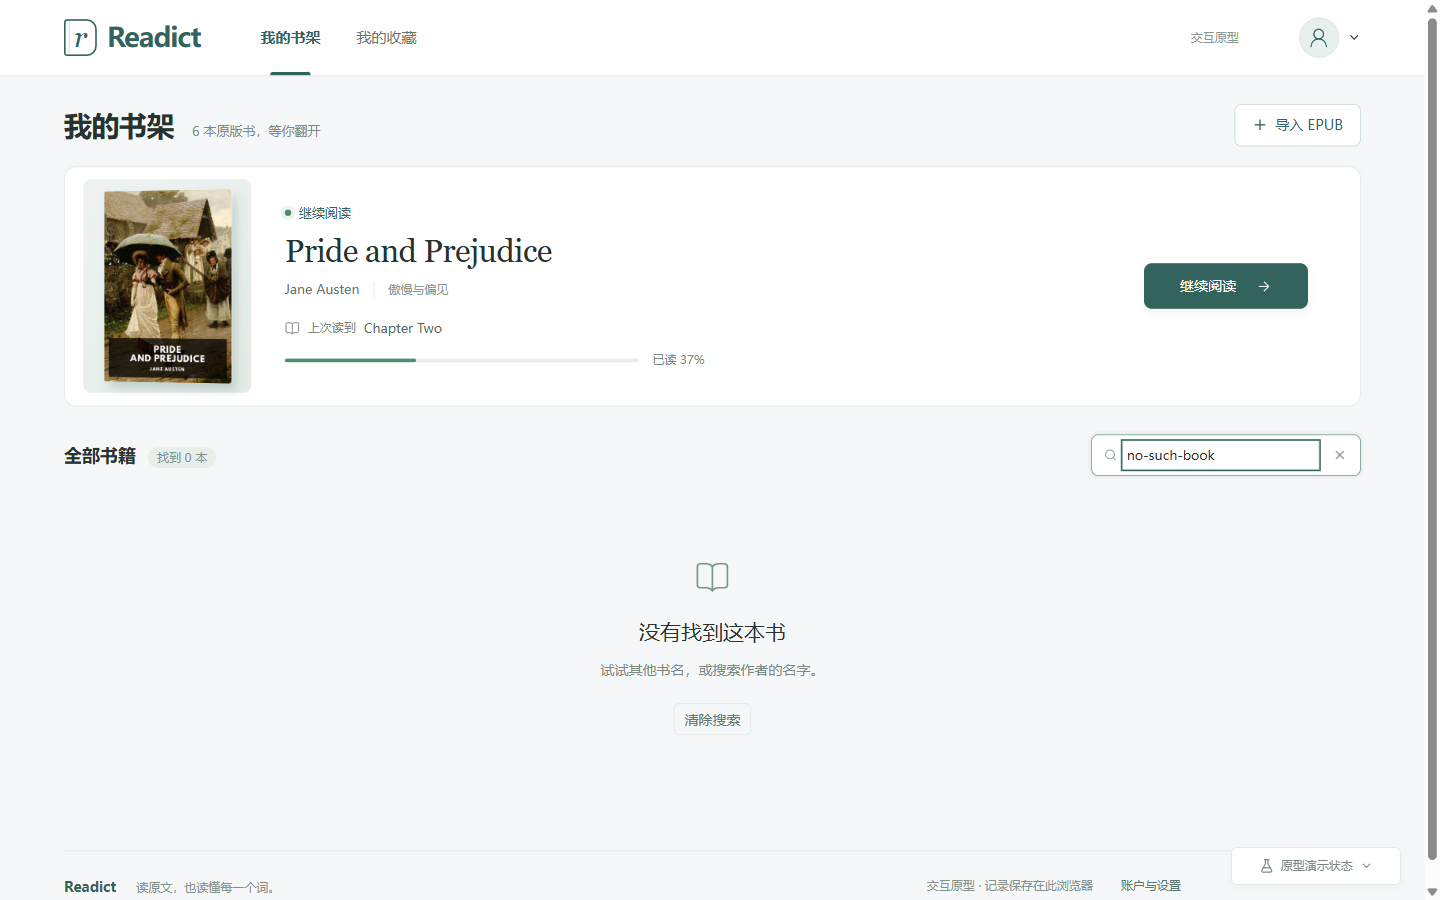 r Readict 我的书架 我的收藏 交互原型
我的书架 6 本原版书，等你翻开 导入 EPUB
继续阅读
Pride and Prejudice
Jane Austen 傲慢与偏见
继续阅读
上次读到 Chapter Two
已读 37%
PRIDE
AND PREJUDICE
JANE AUSTEN
全部书籍 找到 0 本 no-such-book
没有找到这本书
试试其他书名，或搜索作者的名字。
清除搜索
原型演示状态
Readict 读原文，也读懂每一个词。 交互原型 · 记录保存在此浏览器 账户与设置